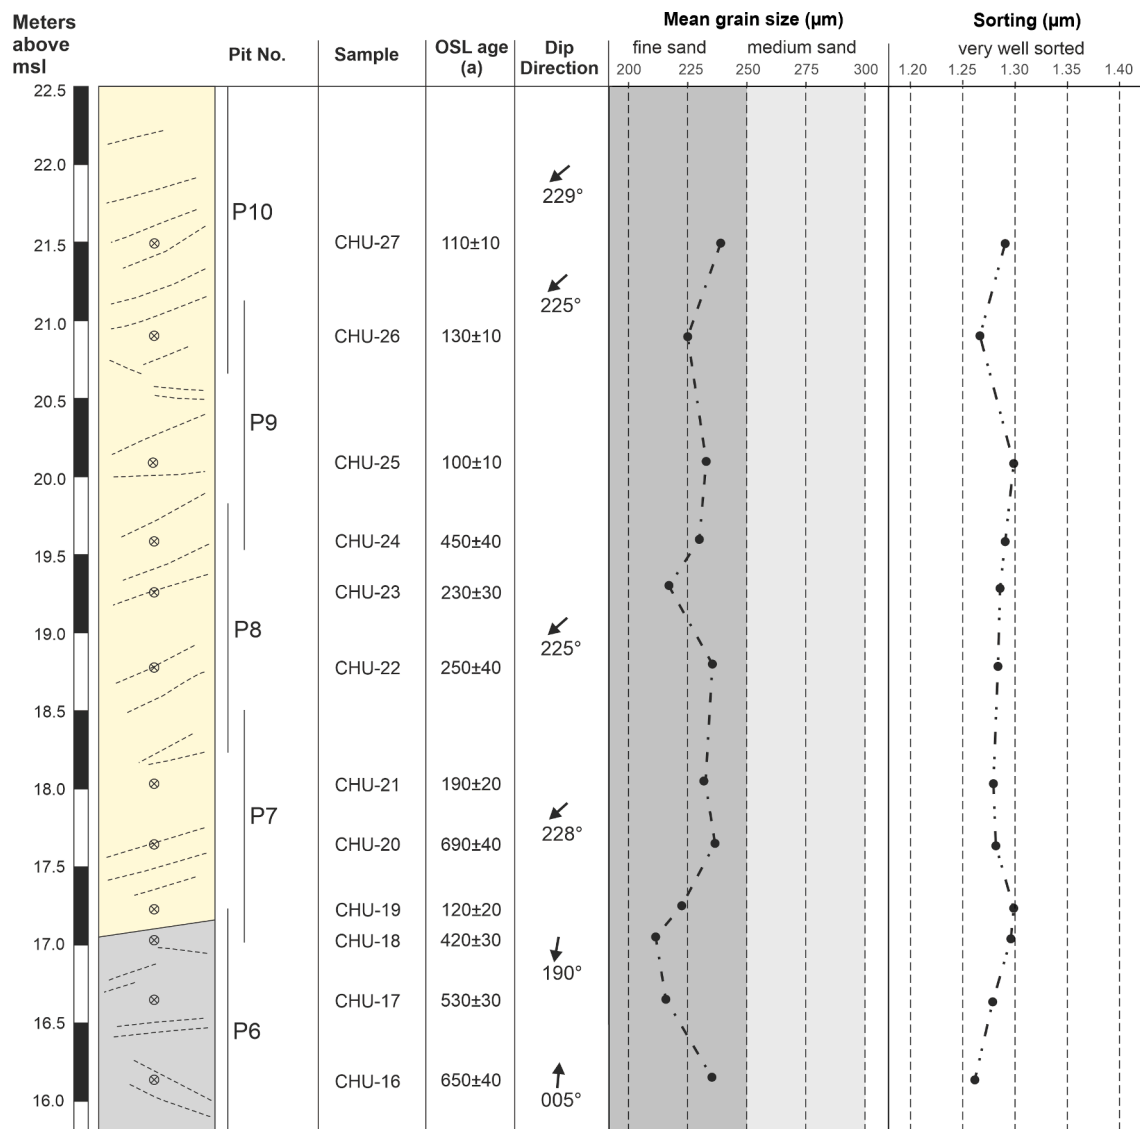 Meters above msl
Pit No.
Sample
OSL age (a)
Dip Direction
Mean grain size (µm)
fine sand
medium sand
200 225 250 275 300
Sorting (µm)
very well sorted
1.20 1.25 1.30 1.35 1.40
22.5
22.0
229°
P10
21.5
CHU-27 110±10
225°
21.0
CHU-26 130±10
20.5
P9
CHU-25 100±10
20.0
CHU-24 450±40
19.5
CHU-23 230±30
19.0
P8
225°
CHU-22 250±40
18.5
18.0
CHU-21 190±20
P7
228°
CHU-20 690±40
17.5
CHU-19 120±20
17.0
CHU-18 420±30
190°
CHU-17 530±30
16.5
P6
CHU-16 650±40
005°
16.0